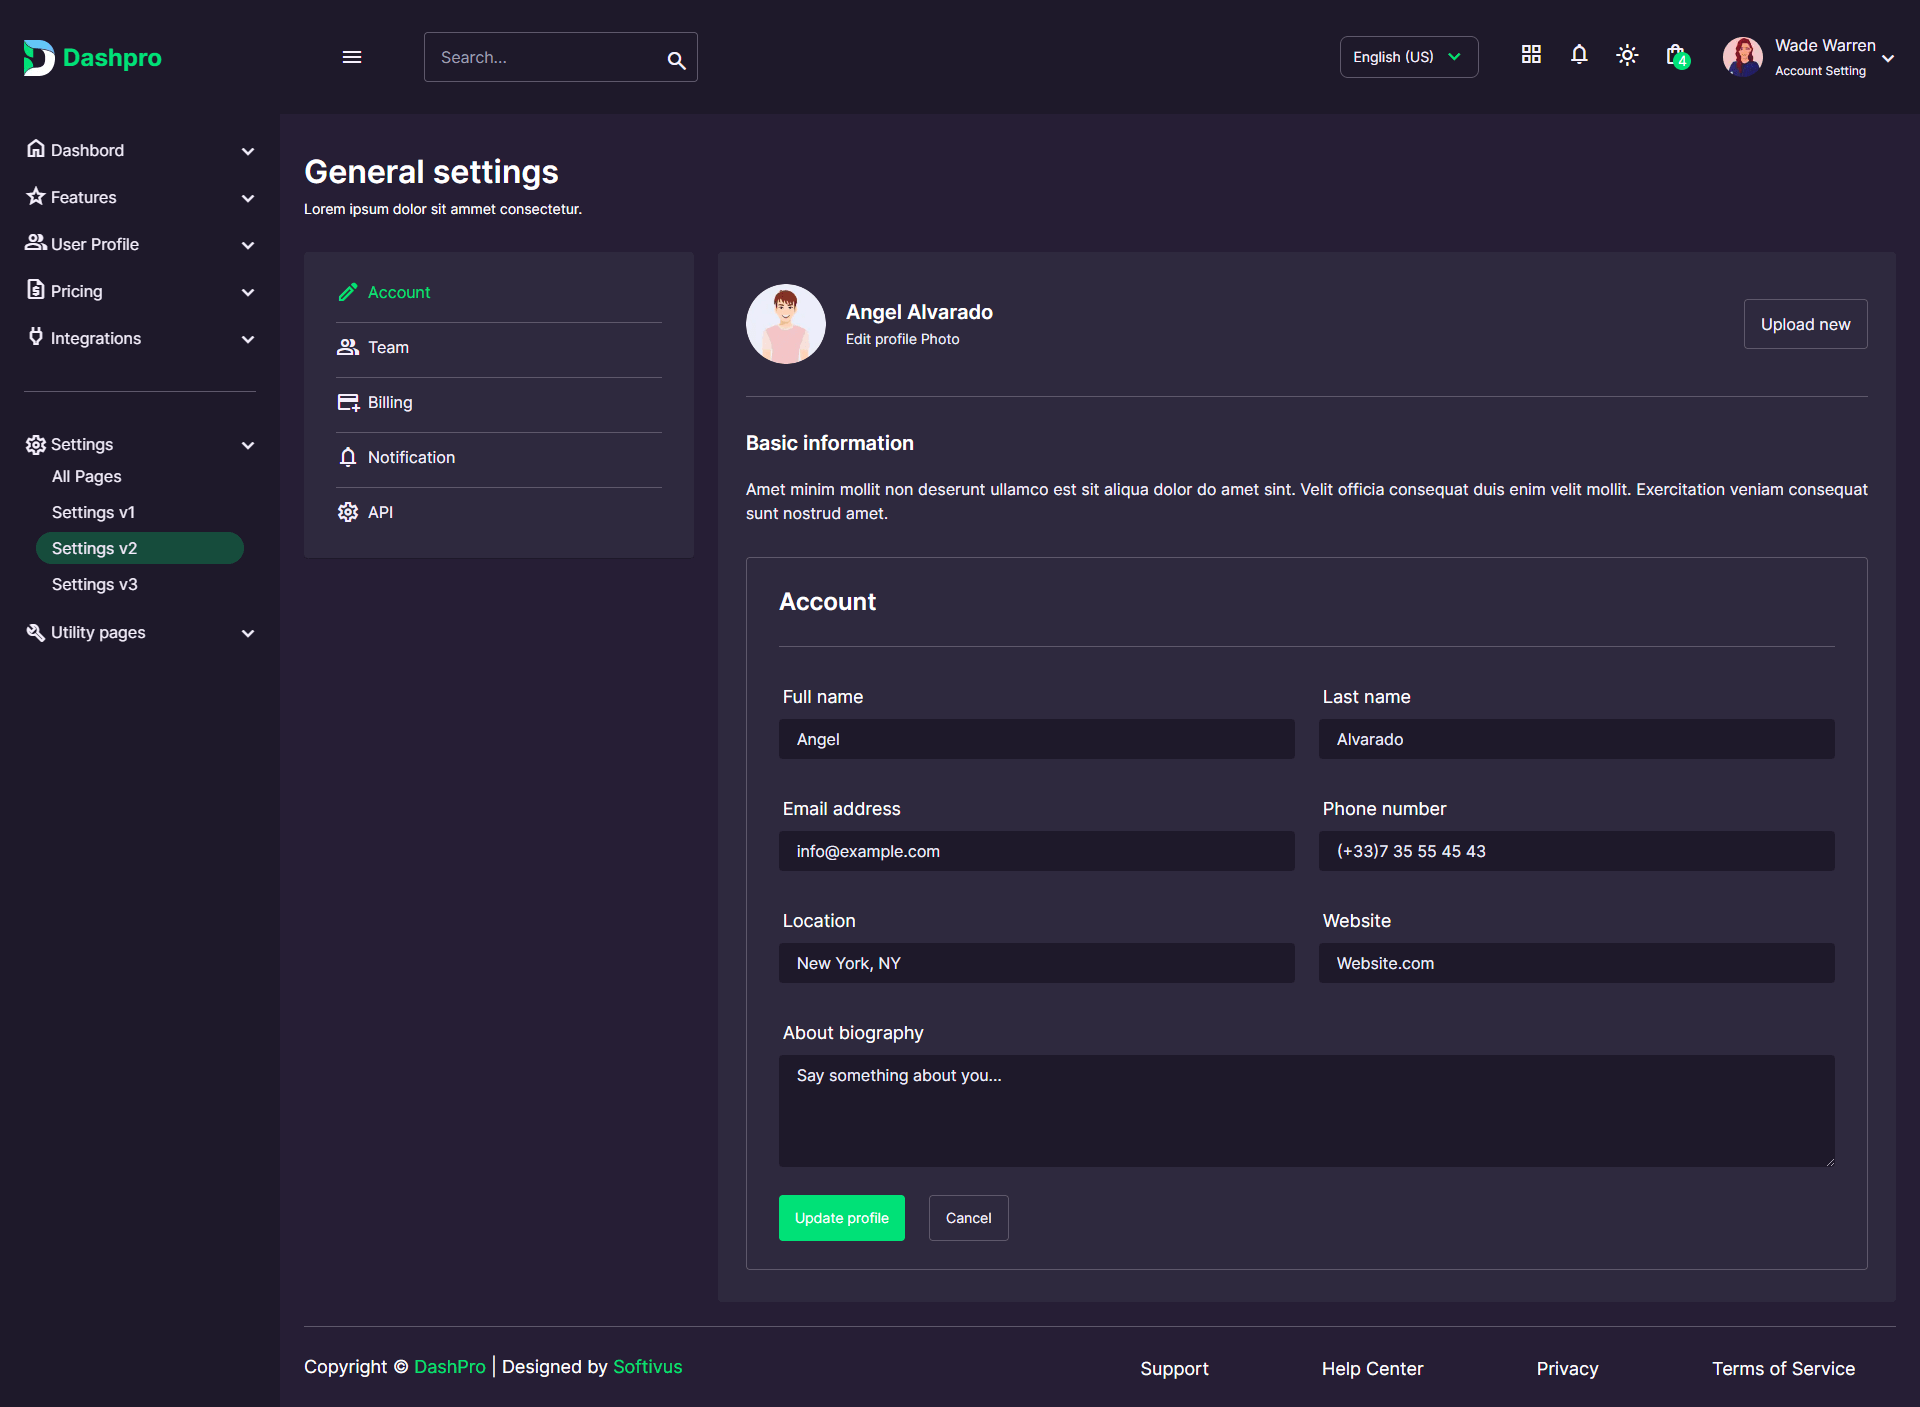 Dashpro
Search...
English (US)
4
Wade Warren
Account Setting
Dashbord
Features
User Profile
Pricing
Integrations
Settings
All Pages
Settings v1
Settings v2
Settings v3
Utility pages
General settings
Lorem ipsum dolor sit ammet consectetur.
Account
Team
Billing
Notification
API
Angel Alvarado
Edit profile Photo
Upload new
Basic information
Amet minim mollit non deserunt ullamco est sit aliqua dolor do amet sint. Velit officia consequat duis enim velit mollit. Exercitation veniam consequat
sunt nostrud amet.
Account
Full name
Last name
Angel
Alvarado
Email address
Phone number
info@example.com
(+33)7 35 55 45 43
Location
Website
New York, NY
Website.com
About biography
Say something about you...
Update profile
Cancel
Copyright © DashPro | Designed by Softivus
Support
Help Center
Privacy
Terms of Service